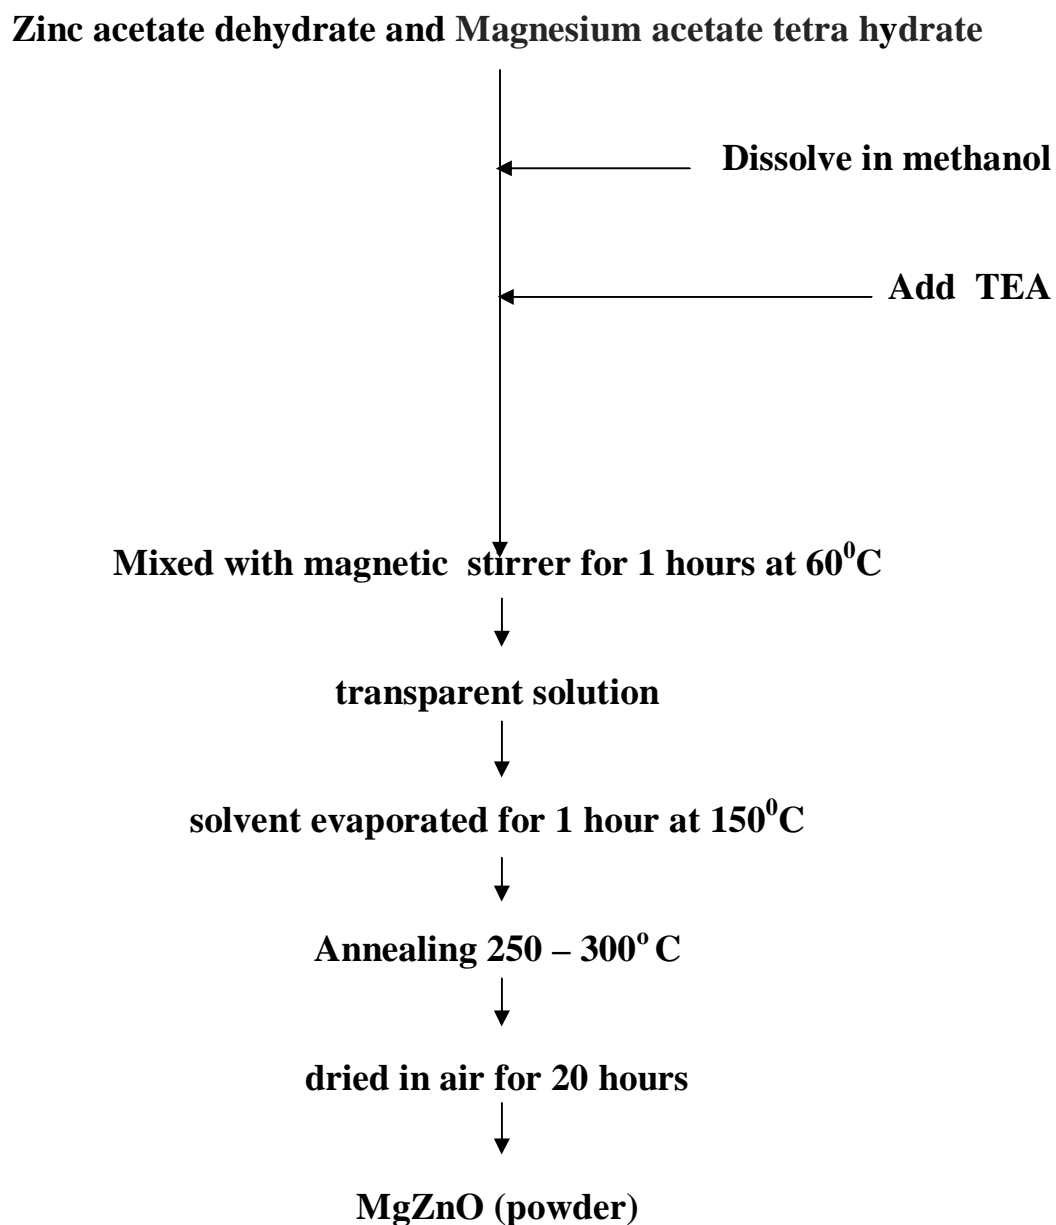 Zinc acetate dehydrate and Magnesium acetate tetra hydrate
Dissolve in methanol
Add TEA
Mixed with magnetic stirrer for 1 hours at 60⁰C
transparent solution
solvent evaporated for 1 hour at 150⁰C
Annealing 250 – 300ᵒ C
dried in air for 20 hours
MgZnO (powder)